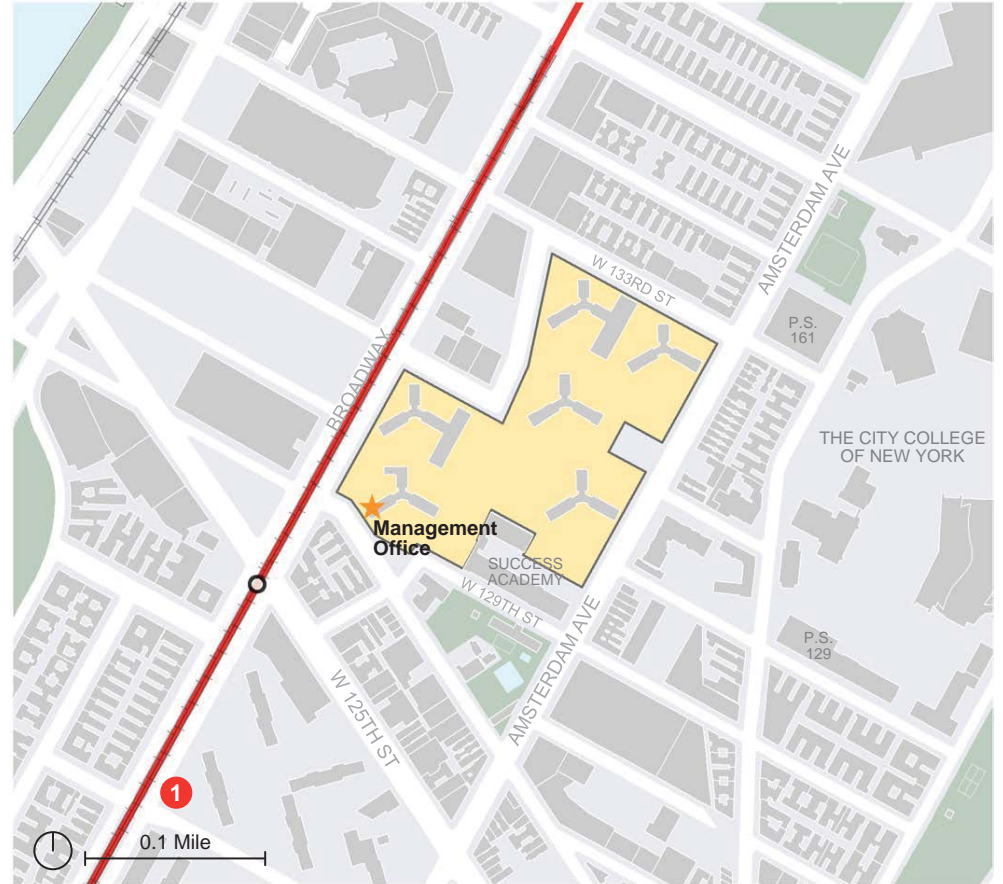 W 133RD ST
AMSTERDAM AVE
P.S.
161
BROADWAY
THE CITY COLLEGE
OF NEW YORK
Management
Office
SUCCESS
ACADEMY
W 129TH ST
AMSTERDAM AVE
P.S.
129
W 125TH ST
1
0.1 Mile